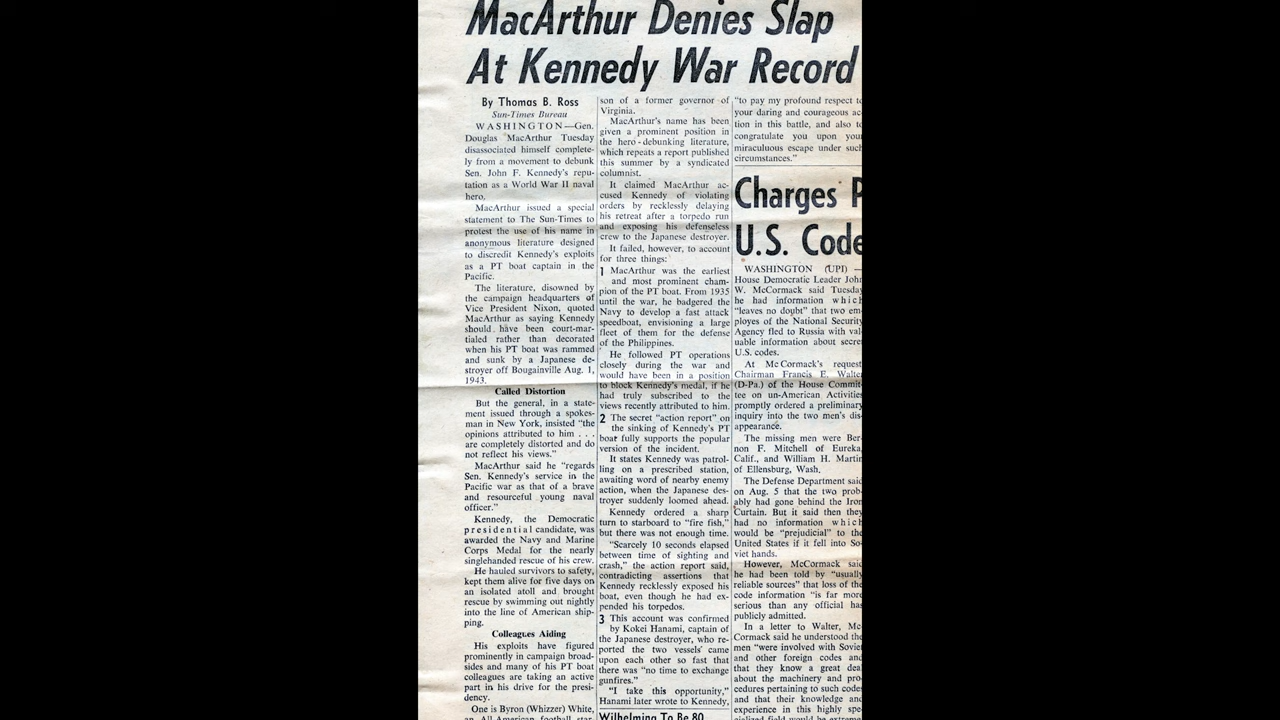 MacArthur Denies Slap
At Kennedy War Record
By Thomas B. Ross
Sun-Times Bureau
WASHINGTON—Gen.
Douglas MacArthur Tuesday
disassociated himself complete-
ly from a movement to debunk
Sen. John F. Kennedy's repu-
tation as a World War II naval
hero.
MacArthur issued a special
statement to The Sun-Times to
protest the use of his name in
anonymous literature designed
to discredit Kennedy's exploits
as a PT boat captain in the
Pacific.
The literature, disowned by
the campaign headquarters of
Vice President Nixon, quoted
MacArthur as saying Kennedy
should have been court-mar-
tialed rather than decorated
when his PT boat was rammed
and sunk by a Japanese de-
stroyer off Bougainville Aug. 1,
1943.
Called Distortion
But the general, in a state-
ment issued through a spokes-
man in New York, insisted "the
opinions attributed to him . . .
are completely distorted and do
not reflect his views."
MacArthur said he "regards
Sen. Kennedy's service in the
Pacific war as that of a brave
and resourceful young naval
officer."
Kennedy, the Democratic
presidential candidate, was
awarded the Navy and Marine
Corps Medal for the nearly
singlehanded rescue of his crew.
He hauled survivors to safety,
kept them alive for five days on
an isolated atoll and brought
rescue by swimming out nightly
into the line of American ship-
ping.
Colleagues Aiding
His exploits have figured
prominently in campaign broad-
sides and many of his PT boat
colleagues are taking an active
part in his drive for the presi-
dency.
One is Byron (Whizzer) White,
an All-American football star,
son of a former governor of
Virginia.
MacArthur's name has been
given a prominent position in
the hero-debunking literature,
which repeats a report published
this summer by a syndicated
columnist.
It claimed MacArthur ac-
cused Kennedy of violating
orders by recklessly delaying
his retreat after a torpedo run
and exposing his defenseless
crew to the Japanese destroyer.
It failed, however, to account
for three things:
1 MacArthur was the earliest
and most prominent cham-
pion of the PT boat. From 1935
until the war, he badgered the
Navy to develop a fast attack
speedboat, envisioning a large
fleet of them for the defense
of the Philippines.
He followed PT operations
closely during the war and
would have been in a position
to block Kennedy's medal, if he
had truly subscribed to the
views recently attributed to him.
2 The secret "action report" on
the sinking of Kennedy's PT
boat fully supports the popular
version of the incident.
It states Kennedy was patrol-
ling on a prescribed station,
awaiting word of nearby enemy
action, when the Japanese des-
troyer suddenly loomed ahead.
Kennedy ordered a sharp
turn to starboard to "fire fish,"
but there was not enough time.
"Scarcely 10 seconds elapsed
between time of sighting and
crash," the action report said,
contradicting assertions that
Kennedy recklessly exposed his
boat, even though he had ex-
pended his torpedos.
3 This account was confirmed
by Kokei Hanami, captain of
the Japanese destroyer, who re-
ported the two vessels' came
upon each other so fast that
there was "no time to exchange
gunfires."
"I take this opportunity,"
Hanami later wrote to Kennedy,
Wilhelming To Be 80
"to pay my profound respect to
your daring and courageous ac-
tion in this battle, and also to
congratulate you upon your
miraculous escape under such
circumstances."
Charges P
U.S. Code
WASHINGTON (UPI) —
House Democratic Leader John
W. McCormack said Tuesday
he had information which
"leaves no doubt" that two em-
ployes of the National Security
Agency fled to Russia with val-
uable information about secret
U.S. codes.
At McCormack's request,
Chairman Francis E. Walter
(D-Pa.) of the House Commit-
tee on un-American Activities
promptly ordered a preliminary
inquiry into the two men's dis-
appearance.
The missing men were Ber-
non F. Mitchell of Eureka,
Calif., and William H. Martin
of Ellensburg, Wash.
The Defense Department said
on Aug. 5 that the two prob-
ably had gone behind the Iron
Curtain. But it said then they
had no information which
would be "prejudicial" to the
United States if it fell into So-
viet hands.
However, McCormack said
he had been told by "usually
reliable sources" that loss of the
code information "is far more
serious than any official has
publicly admitted.
In a letter to Walter, Mc-
Cormack said he understood the
men "were involved with Soviet
and other foreign codes and
that they know a great deal
about the machinery and pro-
cedures pertaining to such codes
and that their knowledge and
experience in this highly spe-
cialized field would be extreme